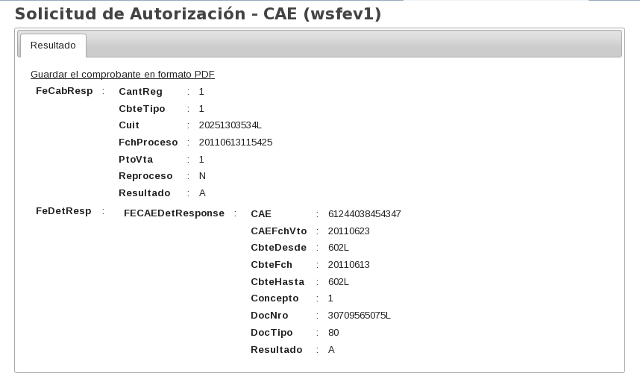 Solicitud de Autorización - CAE (wsfev1)
Resultado
Guardar el comprobante en formato PDF
FeCabResp : CantReg : 1
CbteTipo : 1
Cuit : 20251303534L
FchProceso : 20110613115425
PtoVta : 1
Reproceso : N
Resultado : A
FeDetResp : FECAEDetResponse : CAE : 61244038454347
CAEFchVto : 20110623
CbteDesde : 602L
CbteFch : 20110613
CbteHasta : 602L
Concepto : 1
DocNro : 30709565075L
DocTipo : 80
Resultado : A